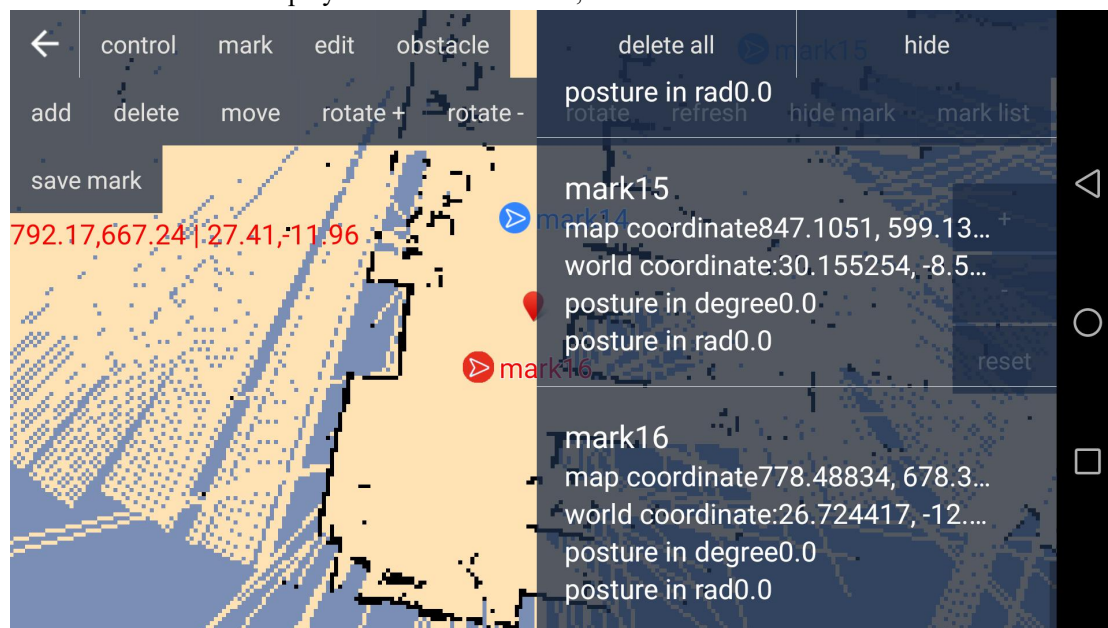 control mark edit obstacle delete all mark15 hide
add delete move rotate + rotate - rotate refresh hide mark mark list
posture in rad0.0
save mark
792.17,667.24 | 27.41,-11.96
mark14
mark16
mark15
map coordinate847.1051, 599.13...
world coordinate:30.155254, -8.5...
posture in degree0.0
posture in rad0.0
+
-
reset
mark16
map coordinate778.48834, 678.3...
world coordinate:26.724417, -12....
posture in degree0.0
posture in rad0.0